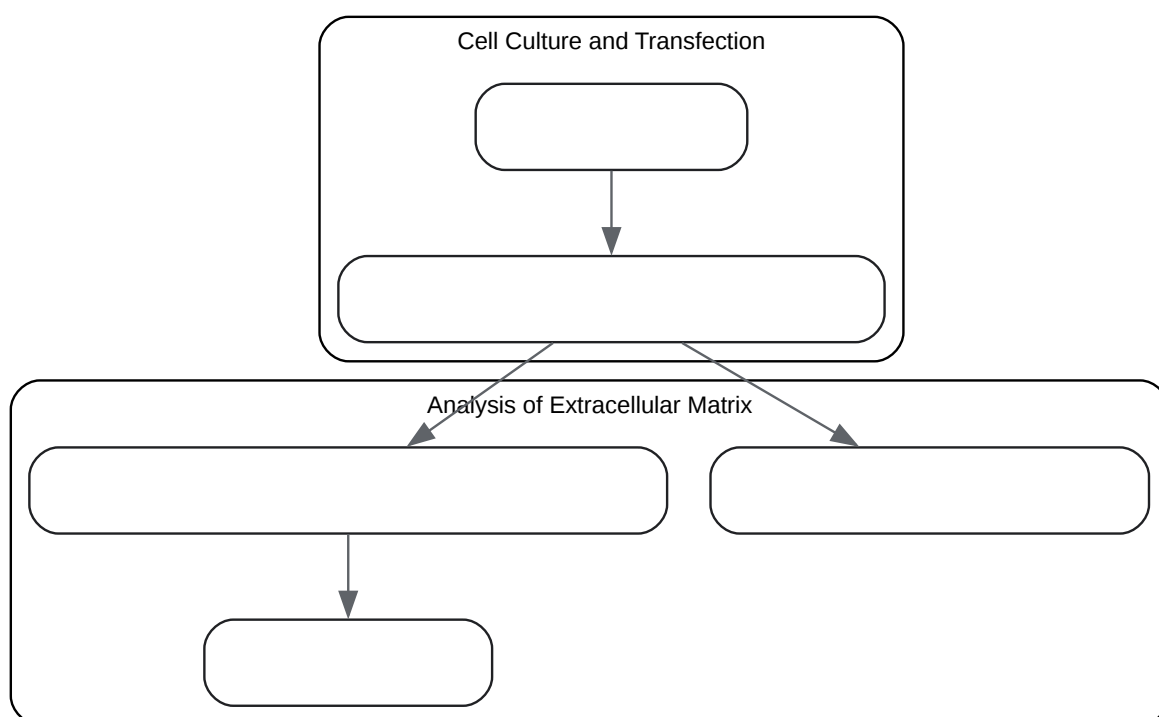 Cell Culture and Transfection
Analysis of Extracellular Matrix